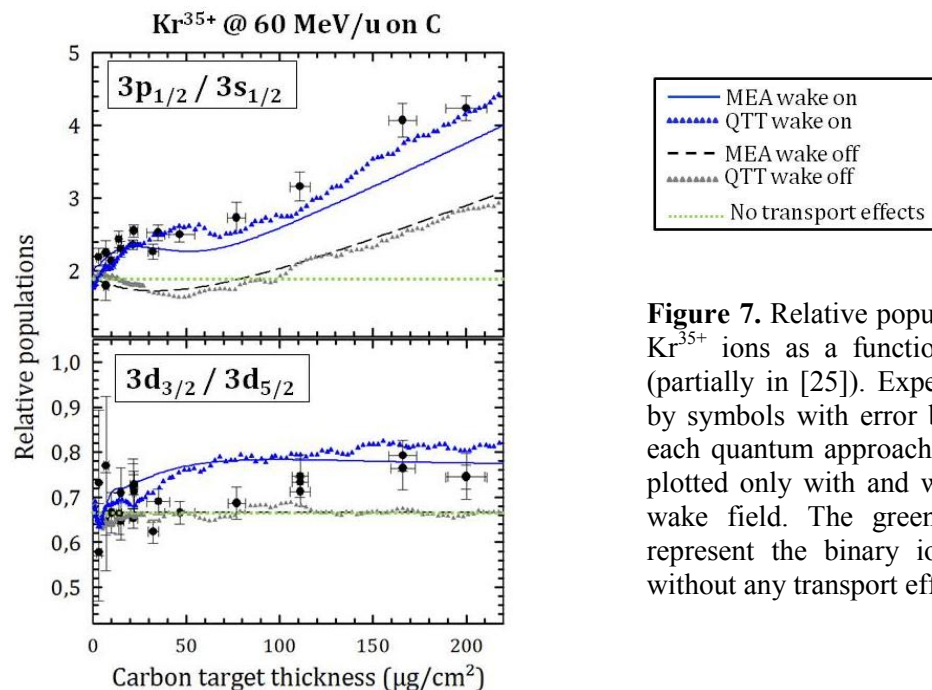 Kr35+ @ 60 MeV/u on C
5
3p1/2 / 3s1/2
4
3
2
1,0
3d3/2 / 3d5/2
0,9
0,8
0,7
0,6
0,5
0 50 100 150 200
Relative populations
Carbon target thickness (µg/cm2)
MEA wake on
QTT wake on
MEA wake off
QTT wake off
No transport effects
Figure 7. Relative popu
Kr35+ ions as a function
(partially in [25]). Expe
by symbols with error b
each quantum approach
plotted only with and w
wake field. The green
represent the binary io
without any transport eff